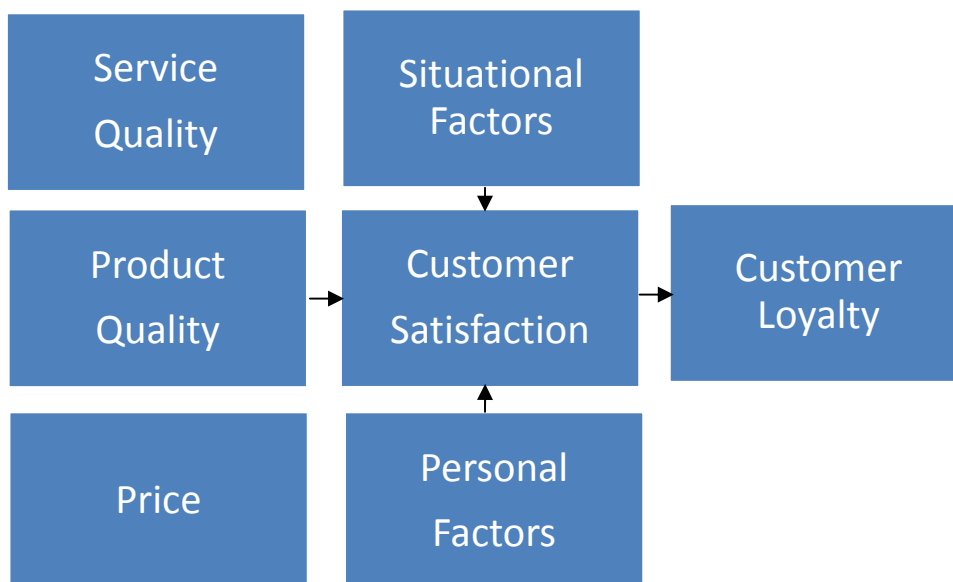 Service
Quality
Situational
Factors
Product
Quality
Customer
Satisfaction
Customer
Loyalty
Price
Personal
Factors